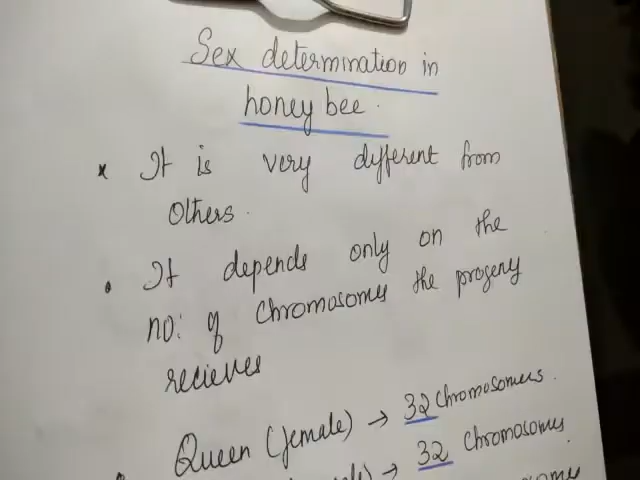 Sex determination in
honey bee.
x It is very different from
Others.
• It depends only on the
no: of chromosomes the progeny
recieves
Queen (female) → 32 chromosomes.
→ 32 chromosomes